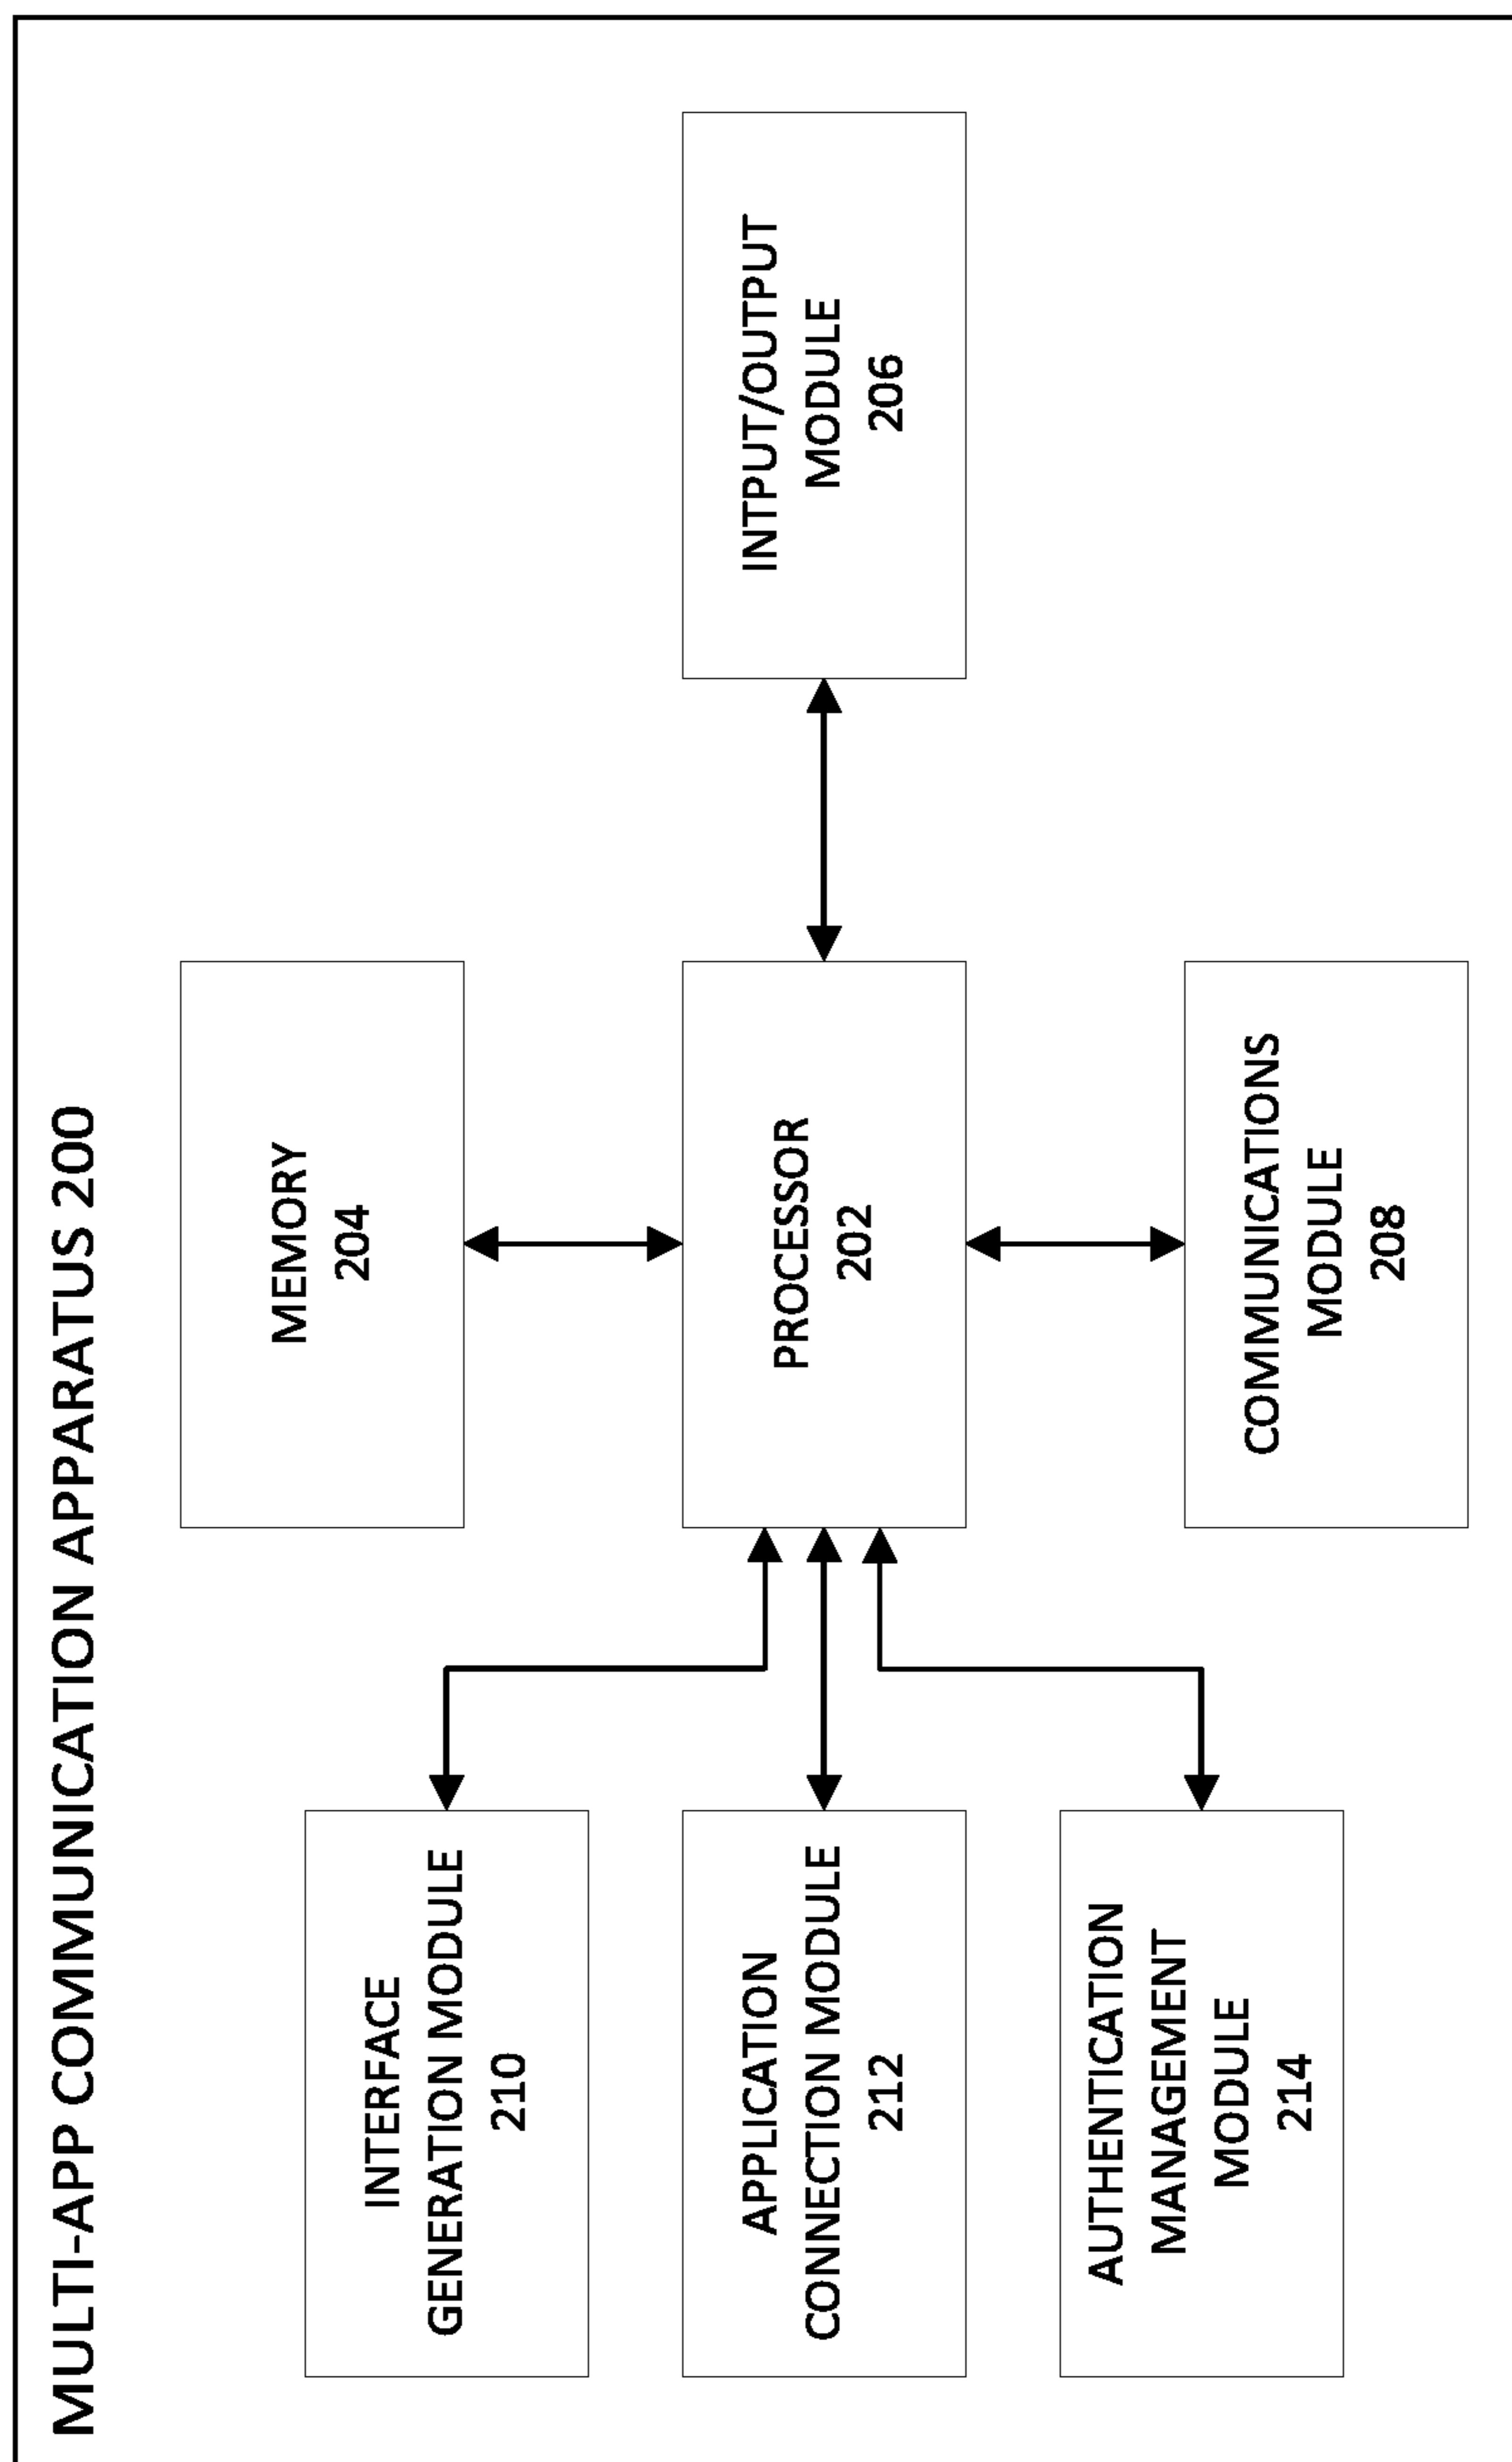 MULTI-APP COMMUNICATION APPARATUS 200
MEMORY
204
INTERFACE
GENERATION MODULE
210
PROCESSOR
202
INTPUT/OUTPUT
MODULE
206
APPLICATION
CONNECTION MODULE
212
AUTHENTICATION
MANAGEMENT
MODULE
214
COMMUNICATIONS
MODULE
208